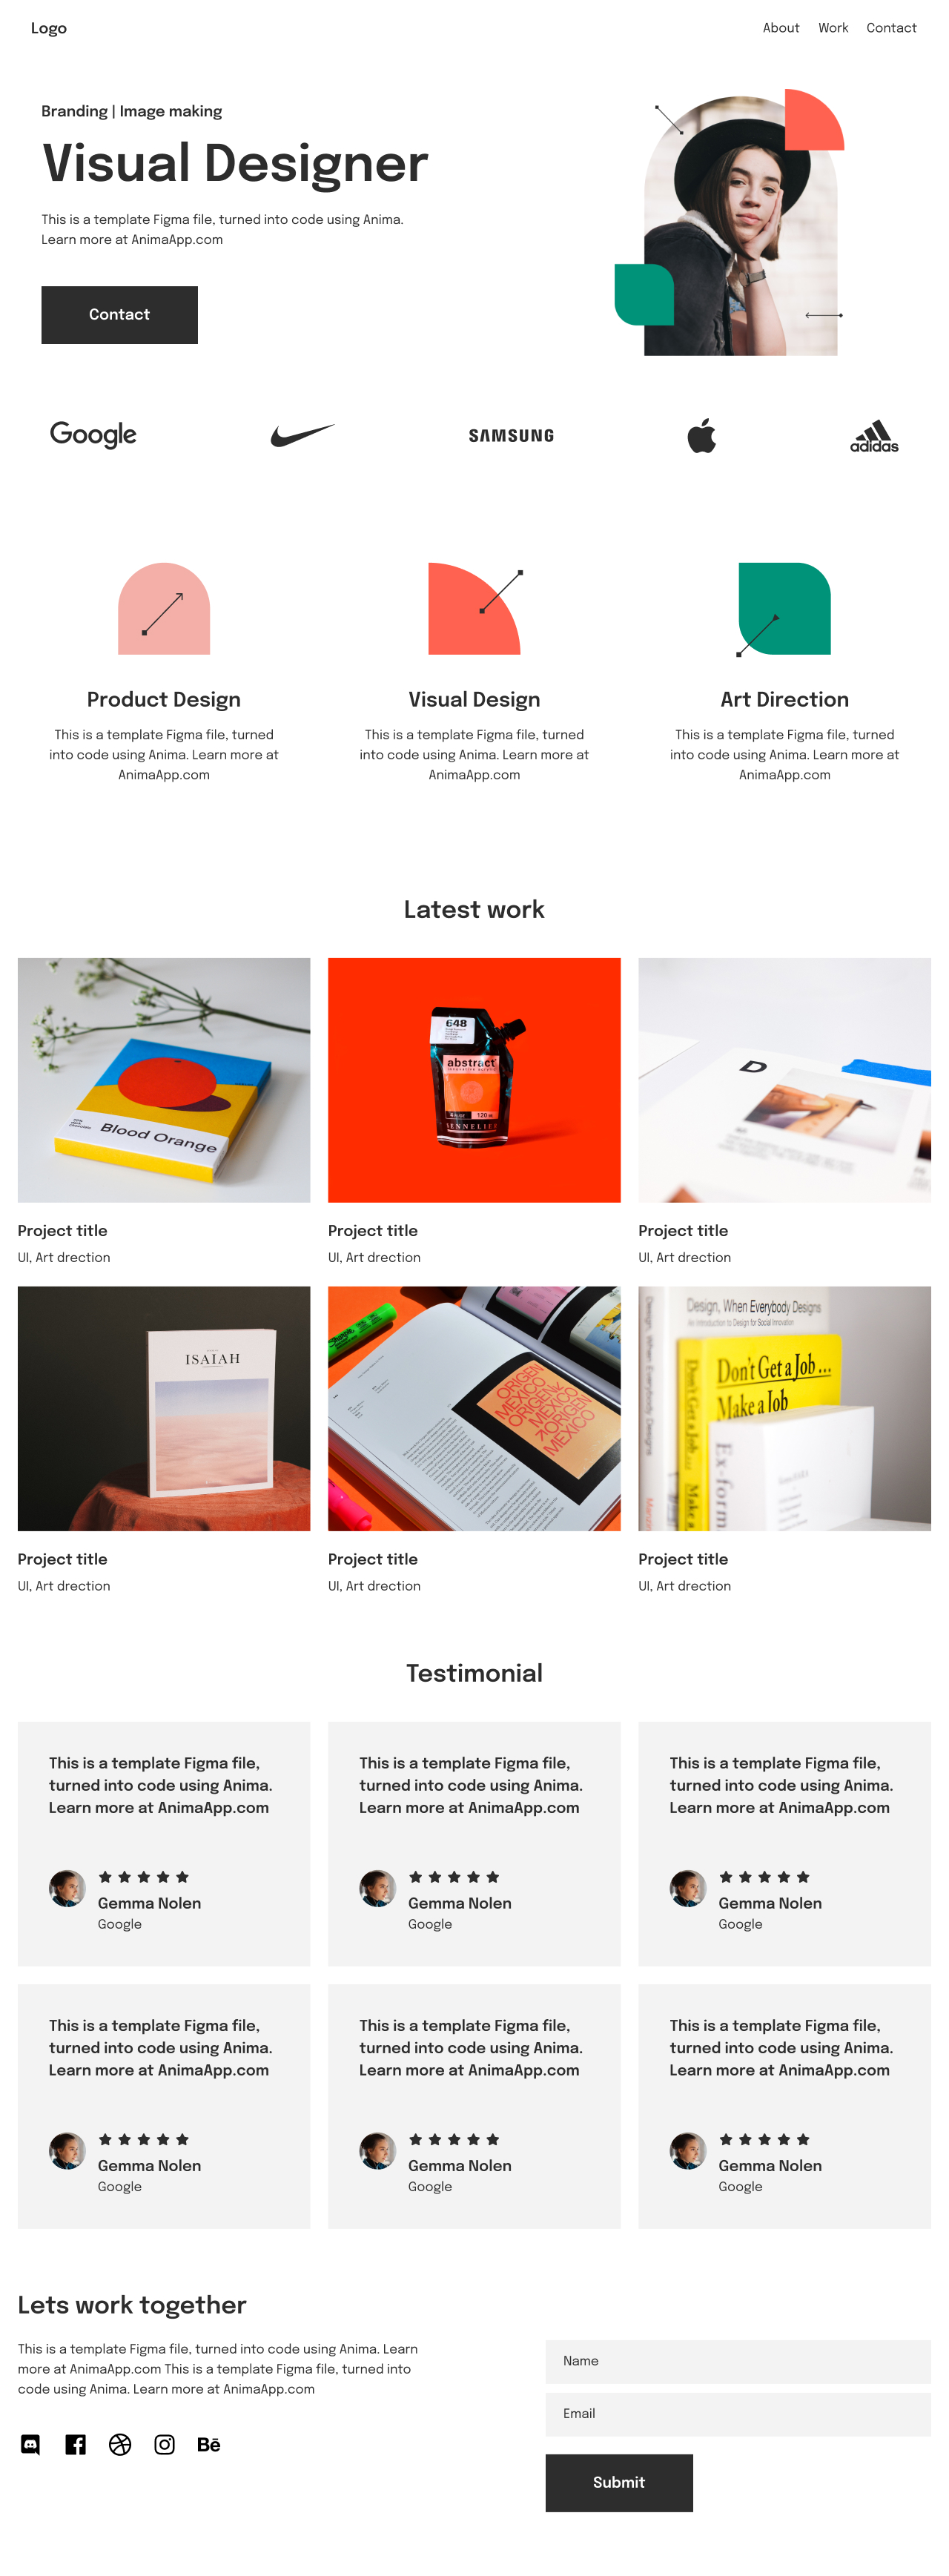 Logo
About Work Contact
Branding | Image making
Visual Designer
This is a template Figma file, turned into code using Anima.
Learn more at AnimaApp.com
Contact
Google
SAMSUNG
adidas
Product Design
This is a template Figma file, turned
into code using Anima. Learn more at
AnimaApp.com
Visual Design
This is a template Figma file, turned
into code using Anima. Learn more at
AnimaApp.com
Art Direction
This is a template Figma file, turned
into code using Anima. Learn more at
AnimaApp.com
Latest work
Blood Orange
Project title
UI, Art drection
648
abstract
120
SENNELIER
Project title
UI, Art drection
D
Project title
UI, Art drection
ISAIAH
Project title
UI, Art drection
ORIGEN
MEXICO
ORIGEN
MEXICO
ORIGEN
MEXICO
Project title
UI, Art drection
Design, When Everybody Designs
An Introduction to Design for Social Innovation
Don't Get a Job...
Make a Job
Ex-form
Project title
UI, Art drection
Testimonial
This is a template Figma file,
turned into code using Anima.
Learn more at AnimaApp.com
Gemma Nolen
Google
This is a template Figma file,
turned into code using Anima.
Learn more at AnimaApp.com
Gemma Nolen
Google
This is a template Figma file,
turned into code using Anima.
Learn more at AnimaApp.com
Gemma Nolen
Google
This is a template Figma file,
turned into code using Anima.
Learn more at AnimaApp.com
Gemma Nolen
Google
This is a template Figma file,
turned into code using Anima.
Learn more at AnimaApp.com
Gemma Nolen
Google
This is a template Figma file,
turned into code using Anima.
Learn more at AnimaApp.com
Gemma Nolen
Google
Lets work together
This is a template Figma file, turned into code using Anima. Learn
more at AnimaApp.com This is a template Figma file, turned into
code using Anima. Learn more at AnimaApp.com
Bē
Name
Email
Submit